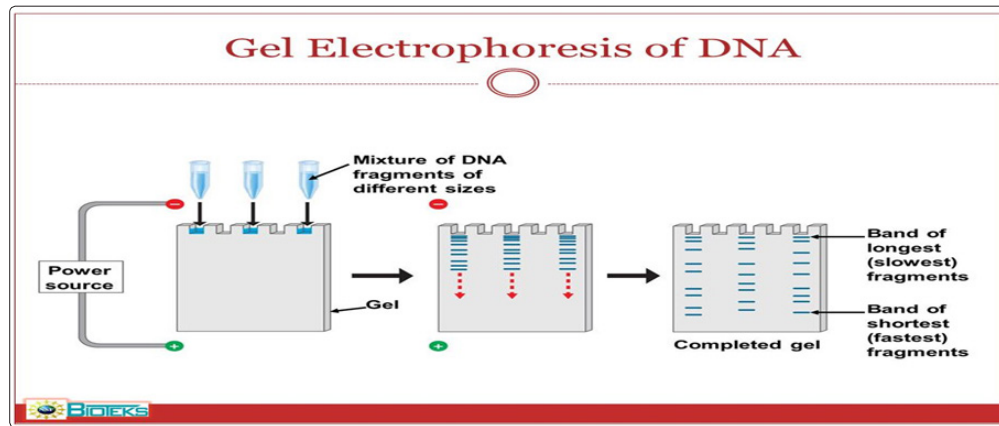 Gel Electrophoresis of DNA
Mixture of DNA
fragments of
different sizes
Power
source
Gel
Completed gel
Band of
longest
(slowest)
fragments
Band of
shortest
(fastest)
fragments
BIOTEKS